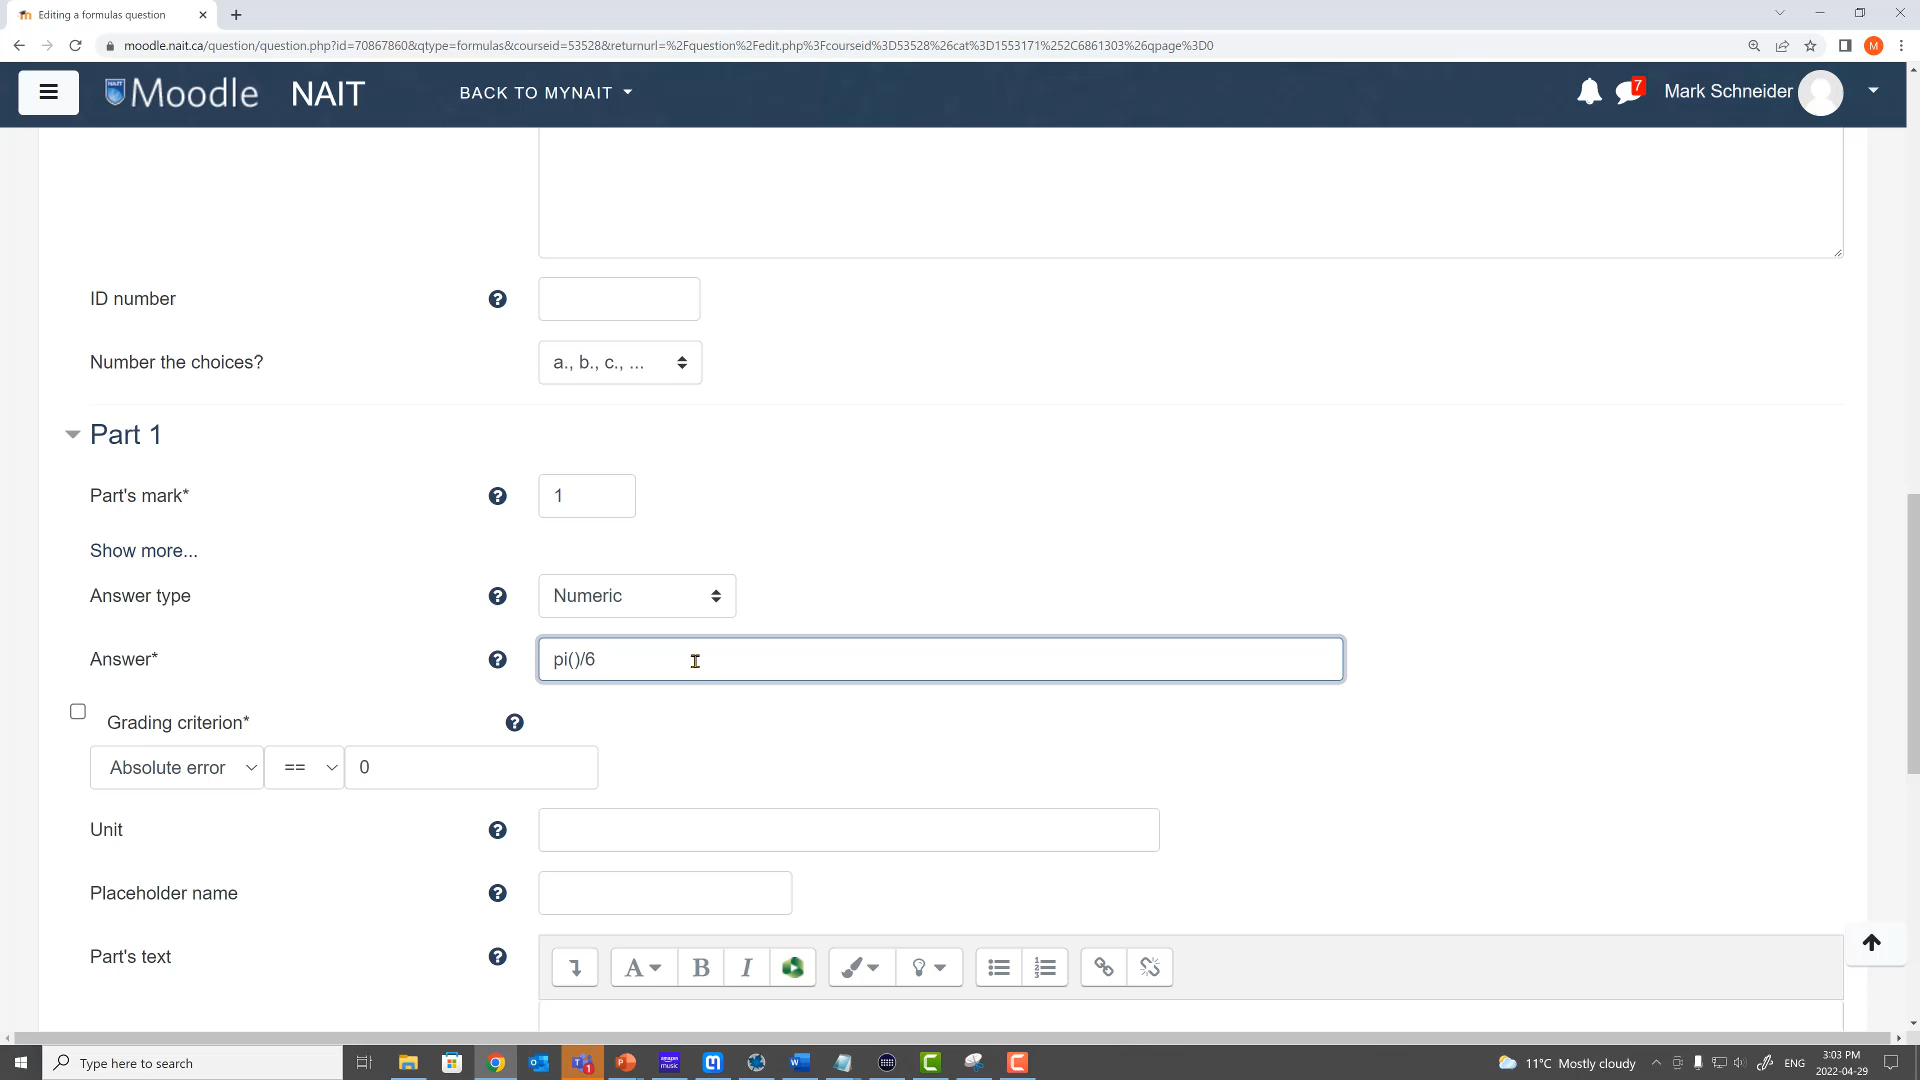 Editing a formulas question
moodle.nait.ca/question/question.php?id=70867860&qtype=formulas&courseid=53528&returnurl=%2Fquestion%2Fedit.php%3Fcourseid%3D53528%26cat%3D1553171%252C6861303%26qpage%3D0
M
NAIT Moodle NAIT BACK TO MYNAIT 7 Mark Schneider
ID number
Number the choices? a., b., c., ...
Part 1
Part's mark* 1
Show more...
Answer type Numeric
Answer* pi()/6
Grading criterion*
Absolute error == 0
Unit
Placeholder name
Part's text A B I
Type here to search 1 amazon music 11°C Mostly cloudy ENG 3:03 PM
2022-04-29